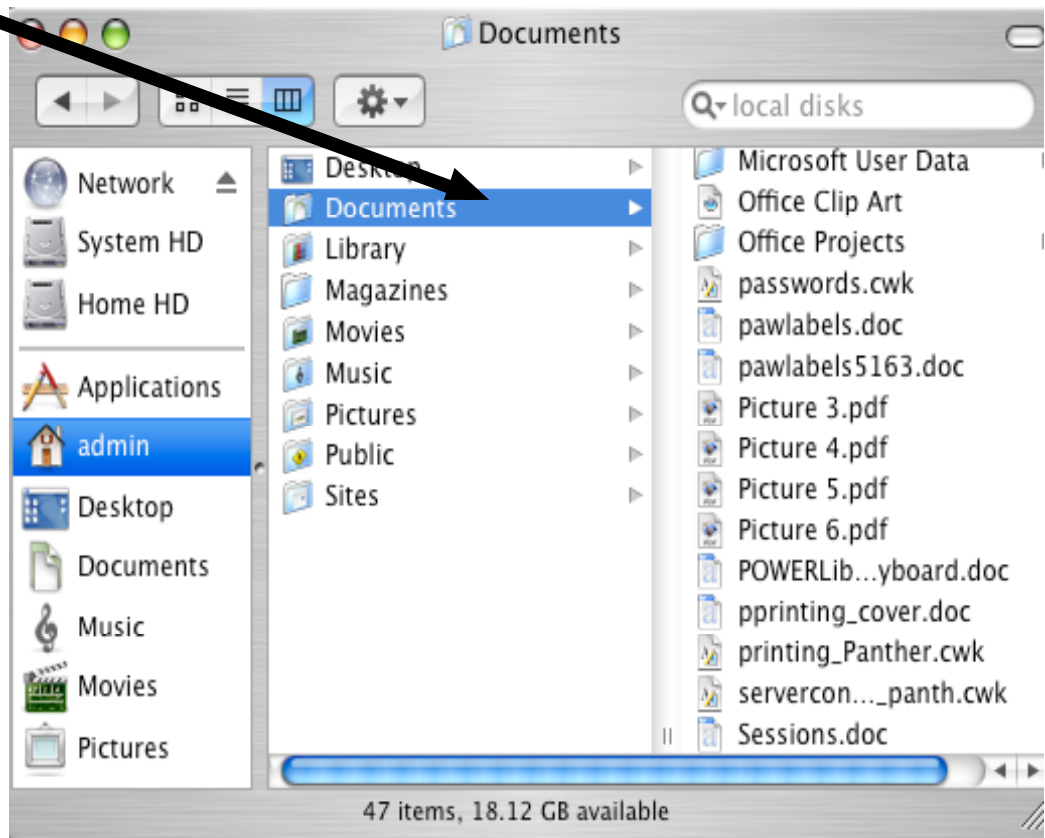 Documents
local disks
Network
System HD
Home HD
Applications
admin
Desktop
Documents
Music
Movies
Pictures
Desktop
Documents
Library
Magazines
Movies
Music
Pictures
Public
Sites
Microsoft User Data
Office Clip Art
Office Projects
passwords.cwk
pawlabels.doc
pawlabels5163.doc
Picture 3.pdf
Picture 4.pdf
Picture 5.pdf
Picture 6.pdf
POWERLib...yboard.doc
pprinting_cover.doc
printing_Panther.cwk
servercon..._panth.cwk
Sessions.doc
47 items, 18.12 GB available